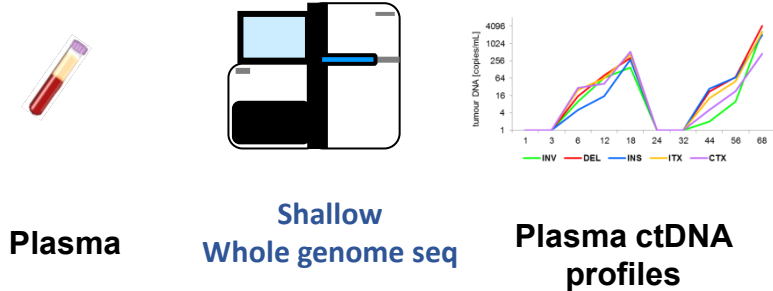 tumour DNA [copies/mL]
4096
1024
256
64
16
4
1
1 3 6 12 18 24 32 44 56 68
INV DEL INS ITX CTX
Plasma
Shallow
Whole genome seq
Plasma ctDNA
profiles